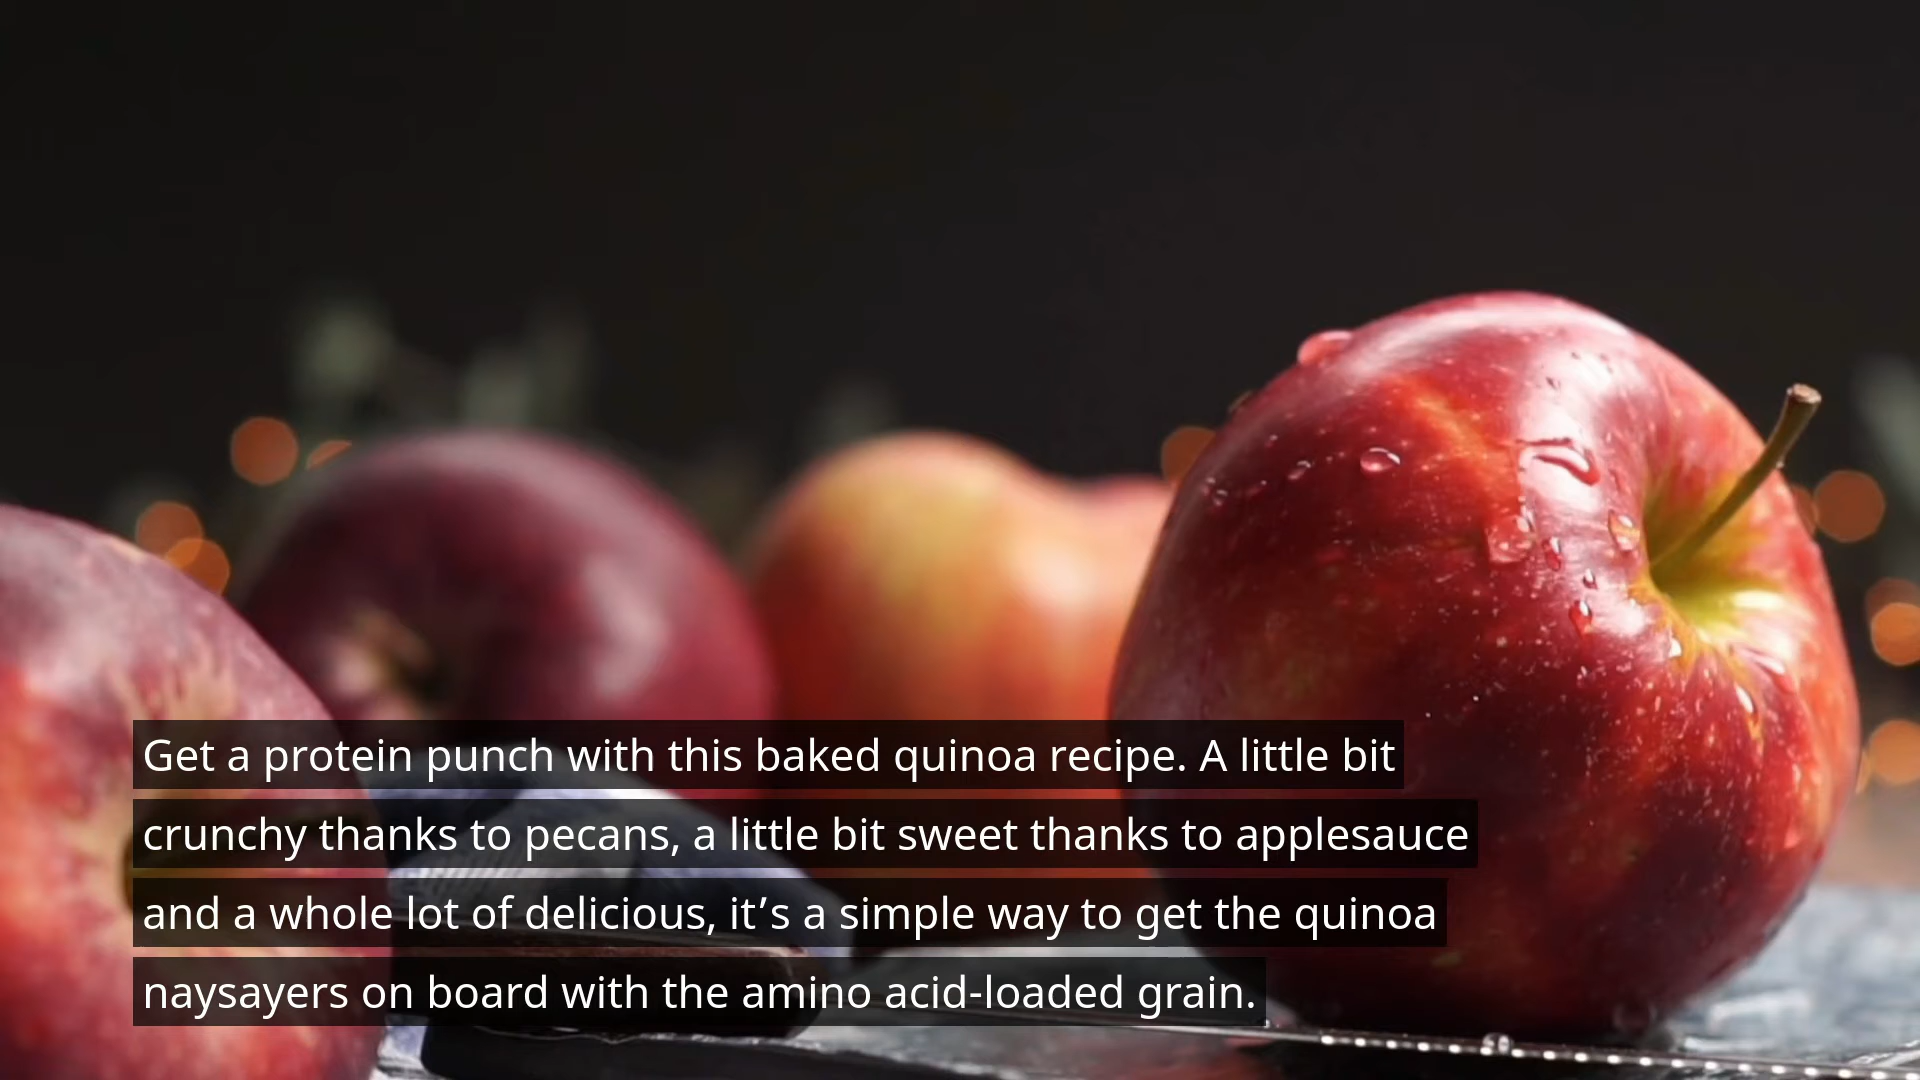 Get a protein punch with this baked quinoa recipe. A little bit
crunchy thanks to pecans, a little bit sweet thanks to applesauce
and a whole lot of delicious, it’s a simple way to get the quinoa
naysayers on board with the amino acid-loaded grain.